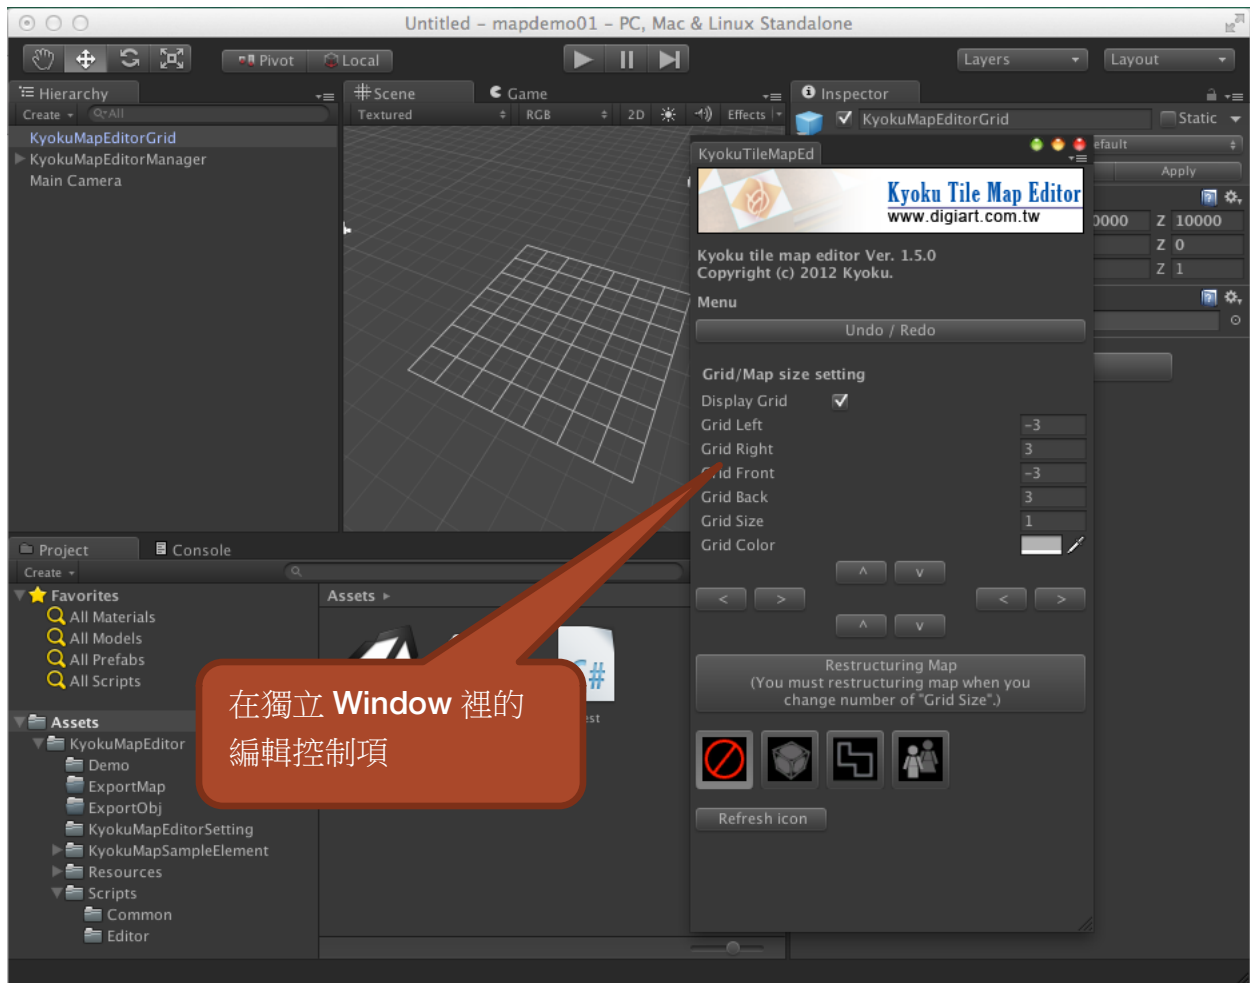 Untitled – mapdemo01 – PC, Mac & Linux Standalone
Pivot
Local
Layers
Layout
Hierarchy
Create
All
KyokuMapEditorGrid
KyokuMapEditorManager
Main Camera
Scene
Game
Textured
RGB
2D
Effects
Inspector
KyokuMapEditorGrid
Static
efault
Apply
0000 Z 10000
Z 0
Z 1
KyokuTileMapEd
Kyoku Tile Map Editor
www.digiart.com.tw
Kyoku tile map editor Ver. 1.5.0
Copyright (c) 2012 Kyoku.
Menu
Undo / Redo
Grid/Map size setting
Display Grid
Grid Left -3
Grid Right 3
Grid Front -3
Grid Back 3
Grid Size 1
Grid Color
^ v
< > < >
^ v
Restructuring Map
(You must restructuring map when you
change number of "Grid Size".)
Refresh icon
Project
Console
Create
Favorites
All Materials
All Models
All Prefabs
All Scripts
Assets
KyokuMapEditor
Demo
ExportMap
ExportObj
KyokuMapEditorSetting
KyokuMapSampleElement
Resources
Scripts
Common
Editor
Assets
#
est
在獨立 Window 裡的
編輯控制項